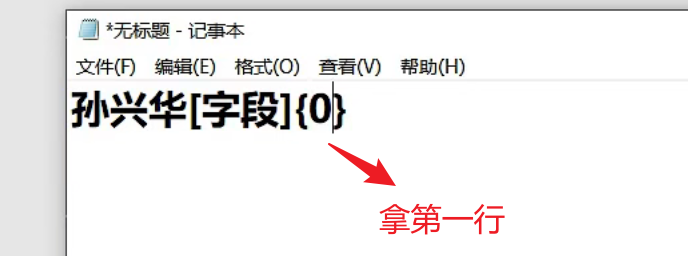 *无标题 - 记事本
文件(F) 编辑(E) 格式(O) 查看(V) 帮助(H)
孙兴华[字段]{0}
拿第一行